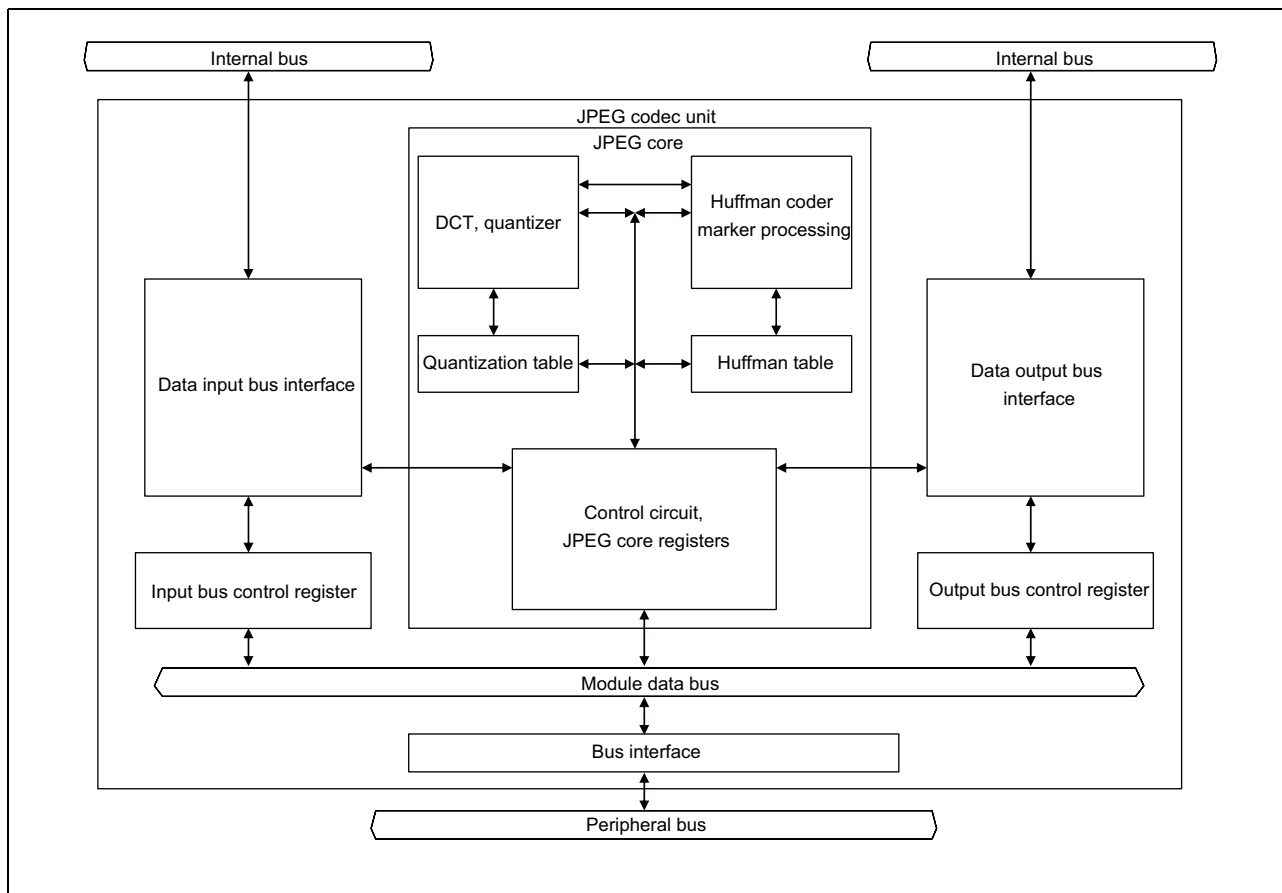 Internal bus
Internal bus
JPEG codec unit
JPEG core
DCT, quantizer
Huffman coder
marker processing
Quantization table
Huffman table
Data input bus interface
Data output bus
interface
Control circuit,
JPEG core registers
Input bus control register
Output bus control register
Module data bus
Bus interface
Peripheral bus